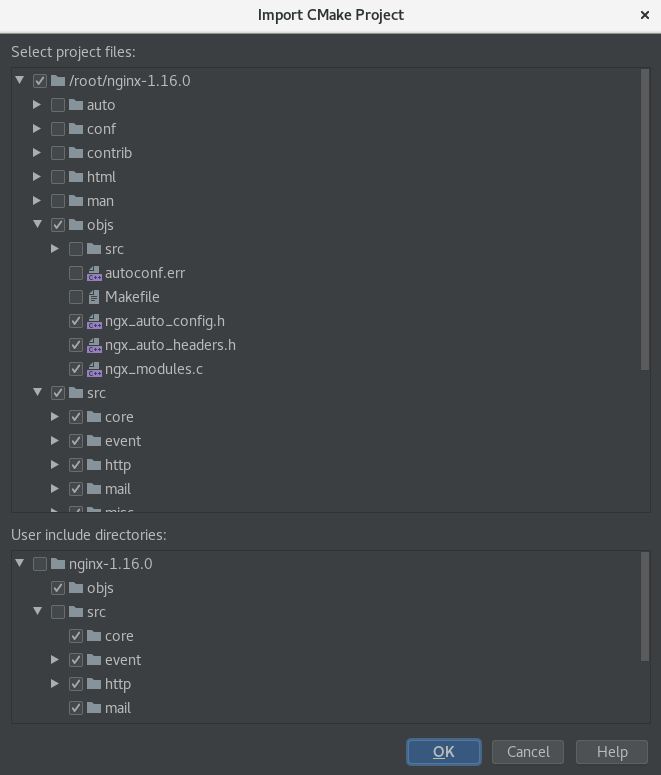 Import CMake Project
Select project files:
/root/nginx-1.16.0
auto
conf
contrib
html
man
objs
src
autoconf.err
Makefile
ngx_auto_config.h
ngx_auto_headers.h
ngx_modules.c
src
core
event
http
mail
misc
User include directories:
nginx-1.16.0
objs
src
core
event
http
mail
OK
Cancel
Help